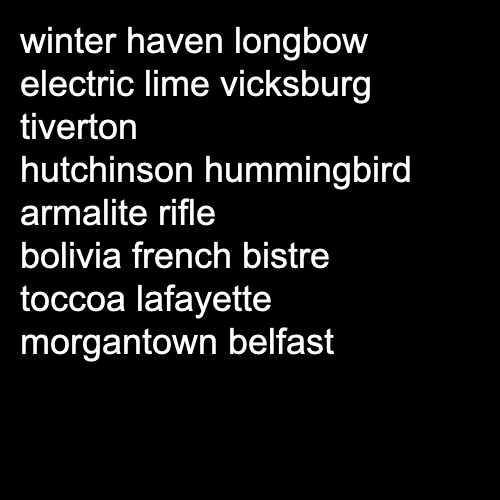 winter haven longbow
electric lime vicksburg
tiverton
hutchinson hummingbird
armalite rifle
bolivia french bistre
toccoa lafayette
morgantown belfast